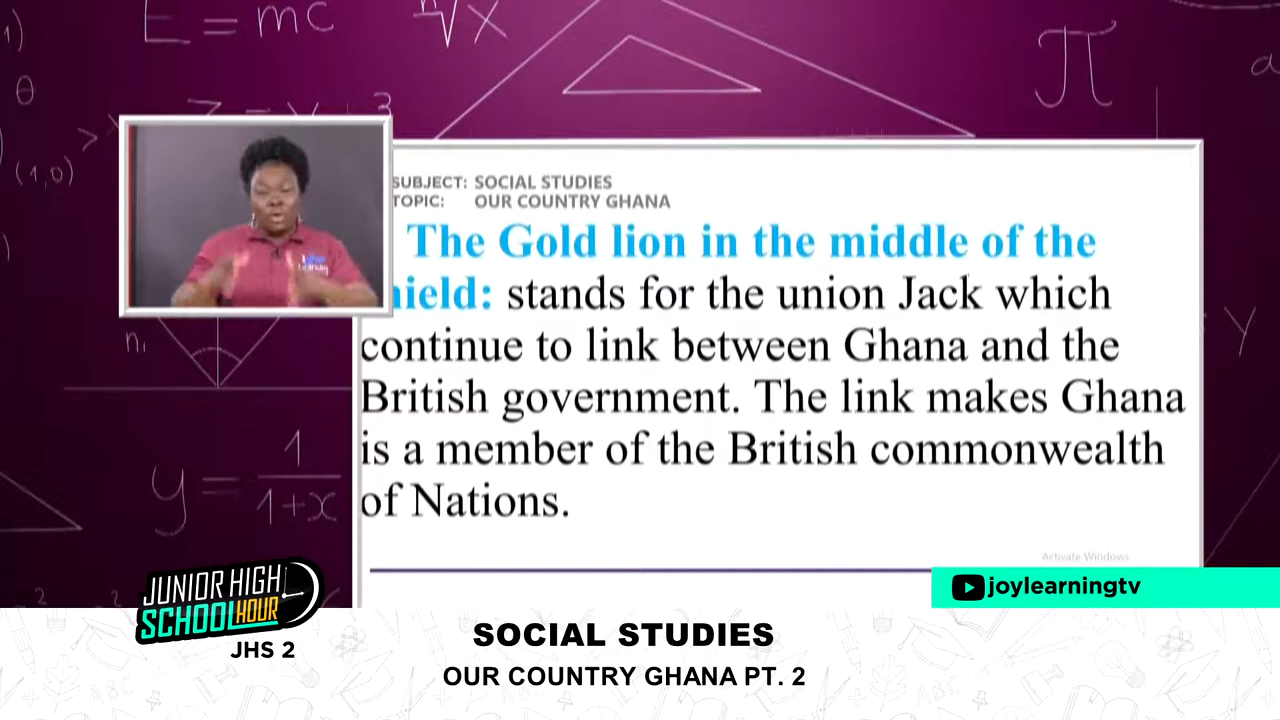 E = mc
n√x
π
θ
(1,0)
SUBJECT: SOCIAL STUDIES
TOPIC: OUR COUNTRY GHANA
The Gold lion in the middle of the
hield: stands for the union Jack which
continue to link between Ghana and the
British government. The link makes Ghana
is a member of the British commonwealth
of Nations.
Activate Windows
n₁
Y
y = 1/1+x
joylearningtv
JUNIOR HIGH
SCHOOL HOUR
JHS 2
SOCIAL STUDIES
OUR COUNTRY GHANA PT. 2